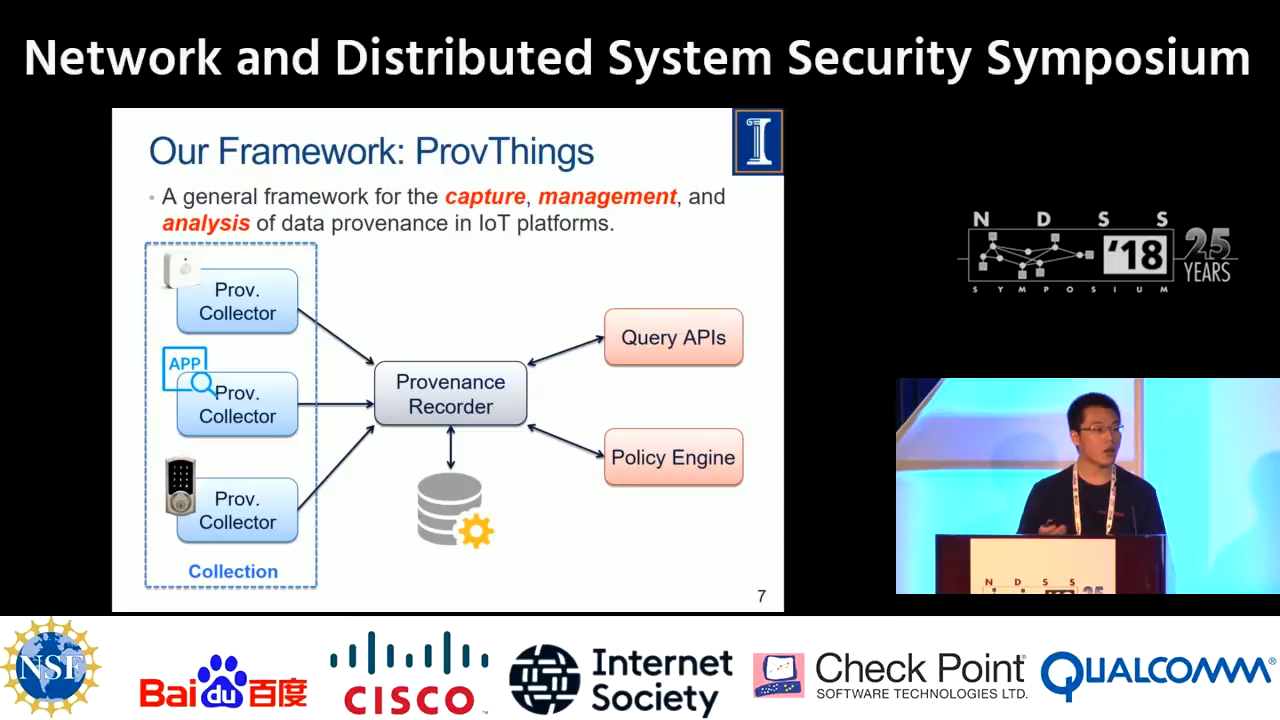 Network and Distributed System Security Symposium
Our Framework: ProvThings
I
• A general framework for the capture, management, and
analysis of data provenance in IoT platforms.
Prov.
Collector
APP
Prov.
Collector
Prov.
Collector
Collection
Provenance
Recorder
Query APIs
Policy Engine
7
N D S S
'18
25
YEARS
SYMPOSIUM
N D S S
NSF
Bai du 百度
CISCO
Internet
Society
Check Point
SOFTWARE TECHNOLOGIES LTD.
QUALCOMM